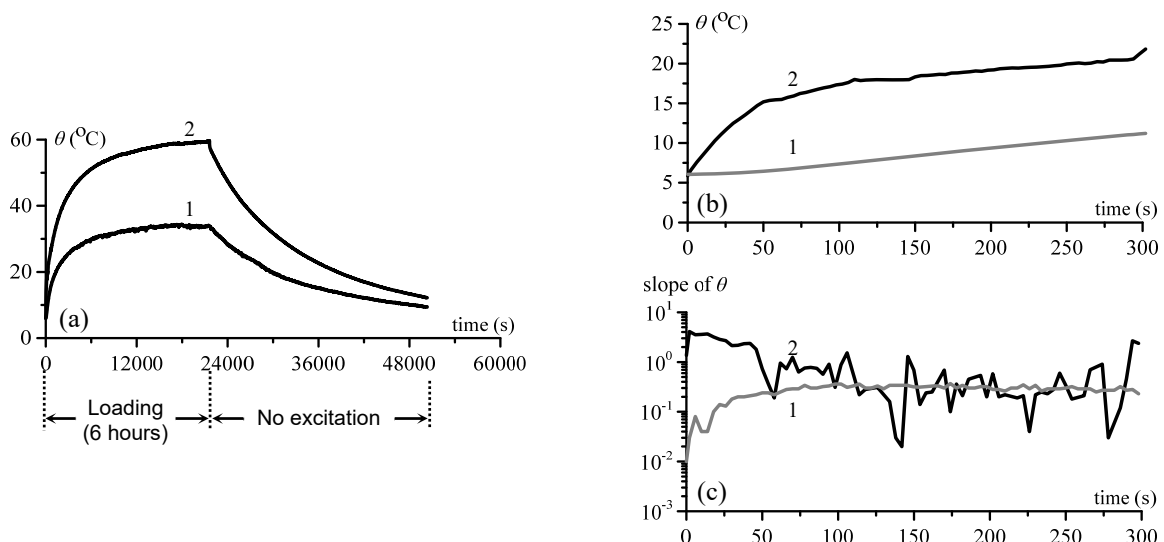 θ (°C)
60
40
20
0
2
1
(a)
time (s)
0 12000 24000 36000 48000 60000
Loading
(6 hours)
No excitation
θ (°C)
25
20
15
10
5
0
2
1
(b)
time (s)
0 50 100 150 200 250 300
slope of θ
10¹
10⁰
10⁻¹
10⁻²
10⁻³
2
1
(c)
time (s)
0 50 100 150 200 250 300